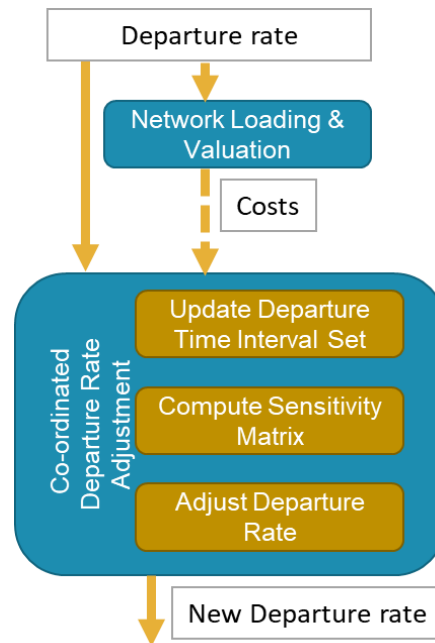 Departure rate
Network Loading &
Valuation
Costs
Co-ordinated
Departure Rate
Adjustment
Update Departure
Time Interval Set
Compute Sensitivity
Matrix
Adjust Departure
Rate
New Departure rate